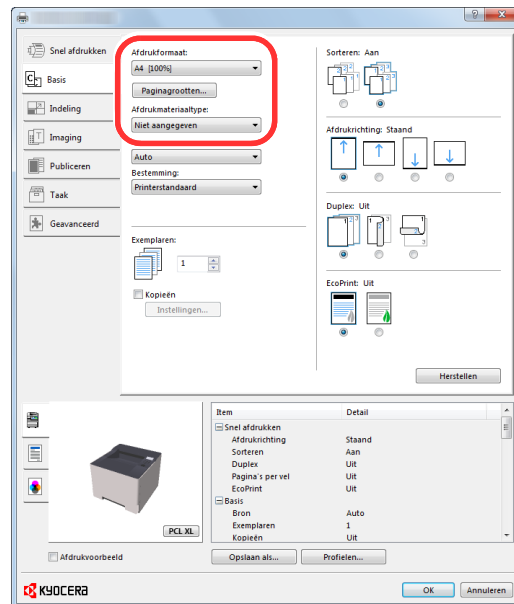 Snel afdrukken
Basis
Indeling
Imaging
Publiceren
Taak
Geavanceerd
Afdrukformaat:
A4 [100%]
Paginagrootten...
Afdrukmateriaaltype:
Niet aangegeven
Auto
Bestemming:
Printerstandaard
Exemplaren:
1
Kopieën
Instellingen...
Sorteren: Aan
Afdrukrichting: Staand
Duplex: Uit
EcoPrint: Uit
Herstellen
PCL XL
Afdrukvoorbeeld
Item Detail
Snel afdrukken
Afdrukrichting Staand
Sorteren Aan
Duplex Uit
Pagina's per vel Uit
EcoPrint Uit
Basis
Bron Auto
Exemplaren 1
Kopieën Uit
Opslaan als... Profielen...
KYOCERA
OK Annuleren